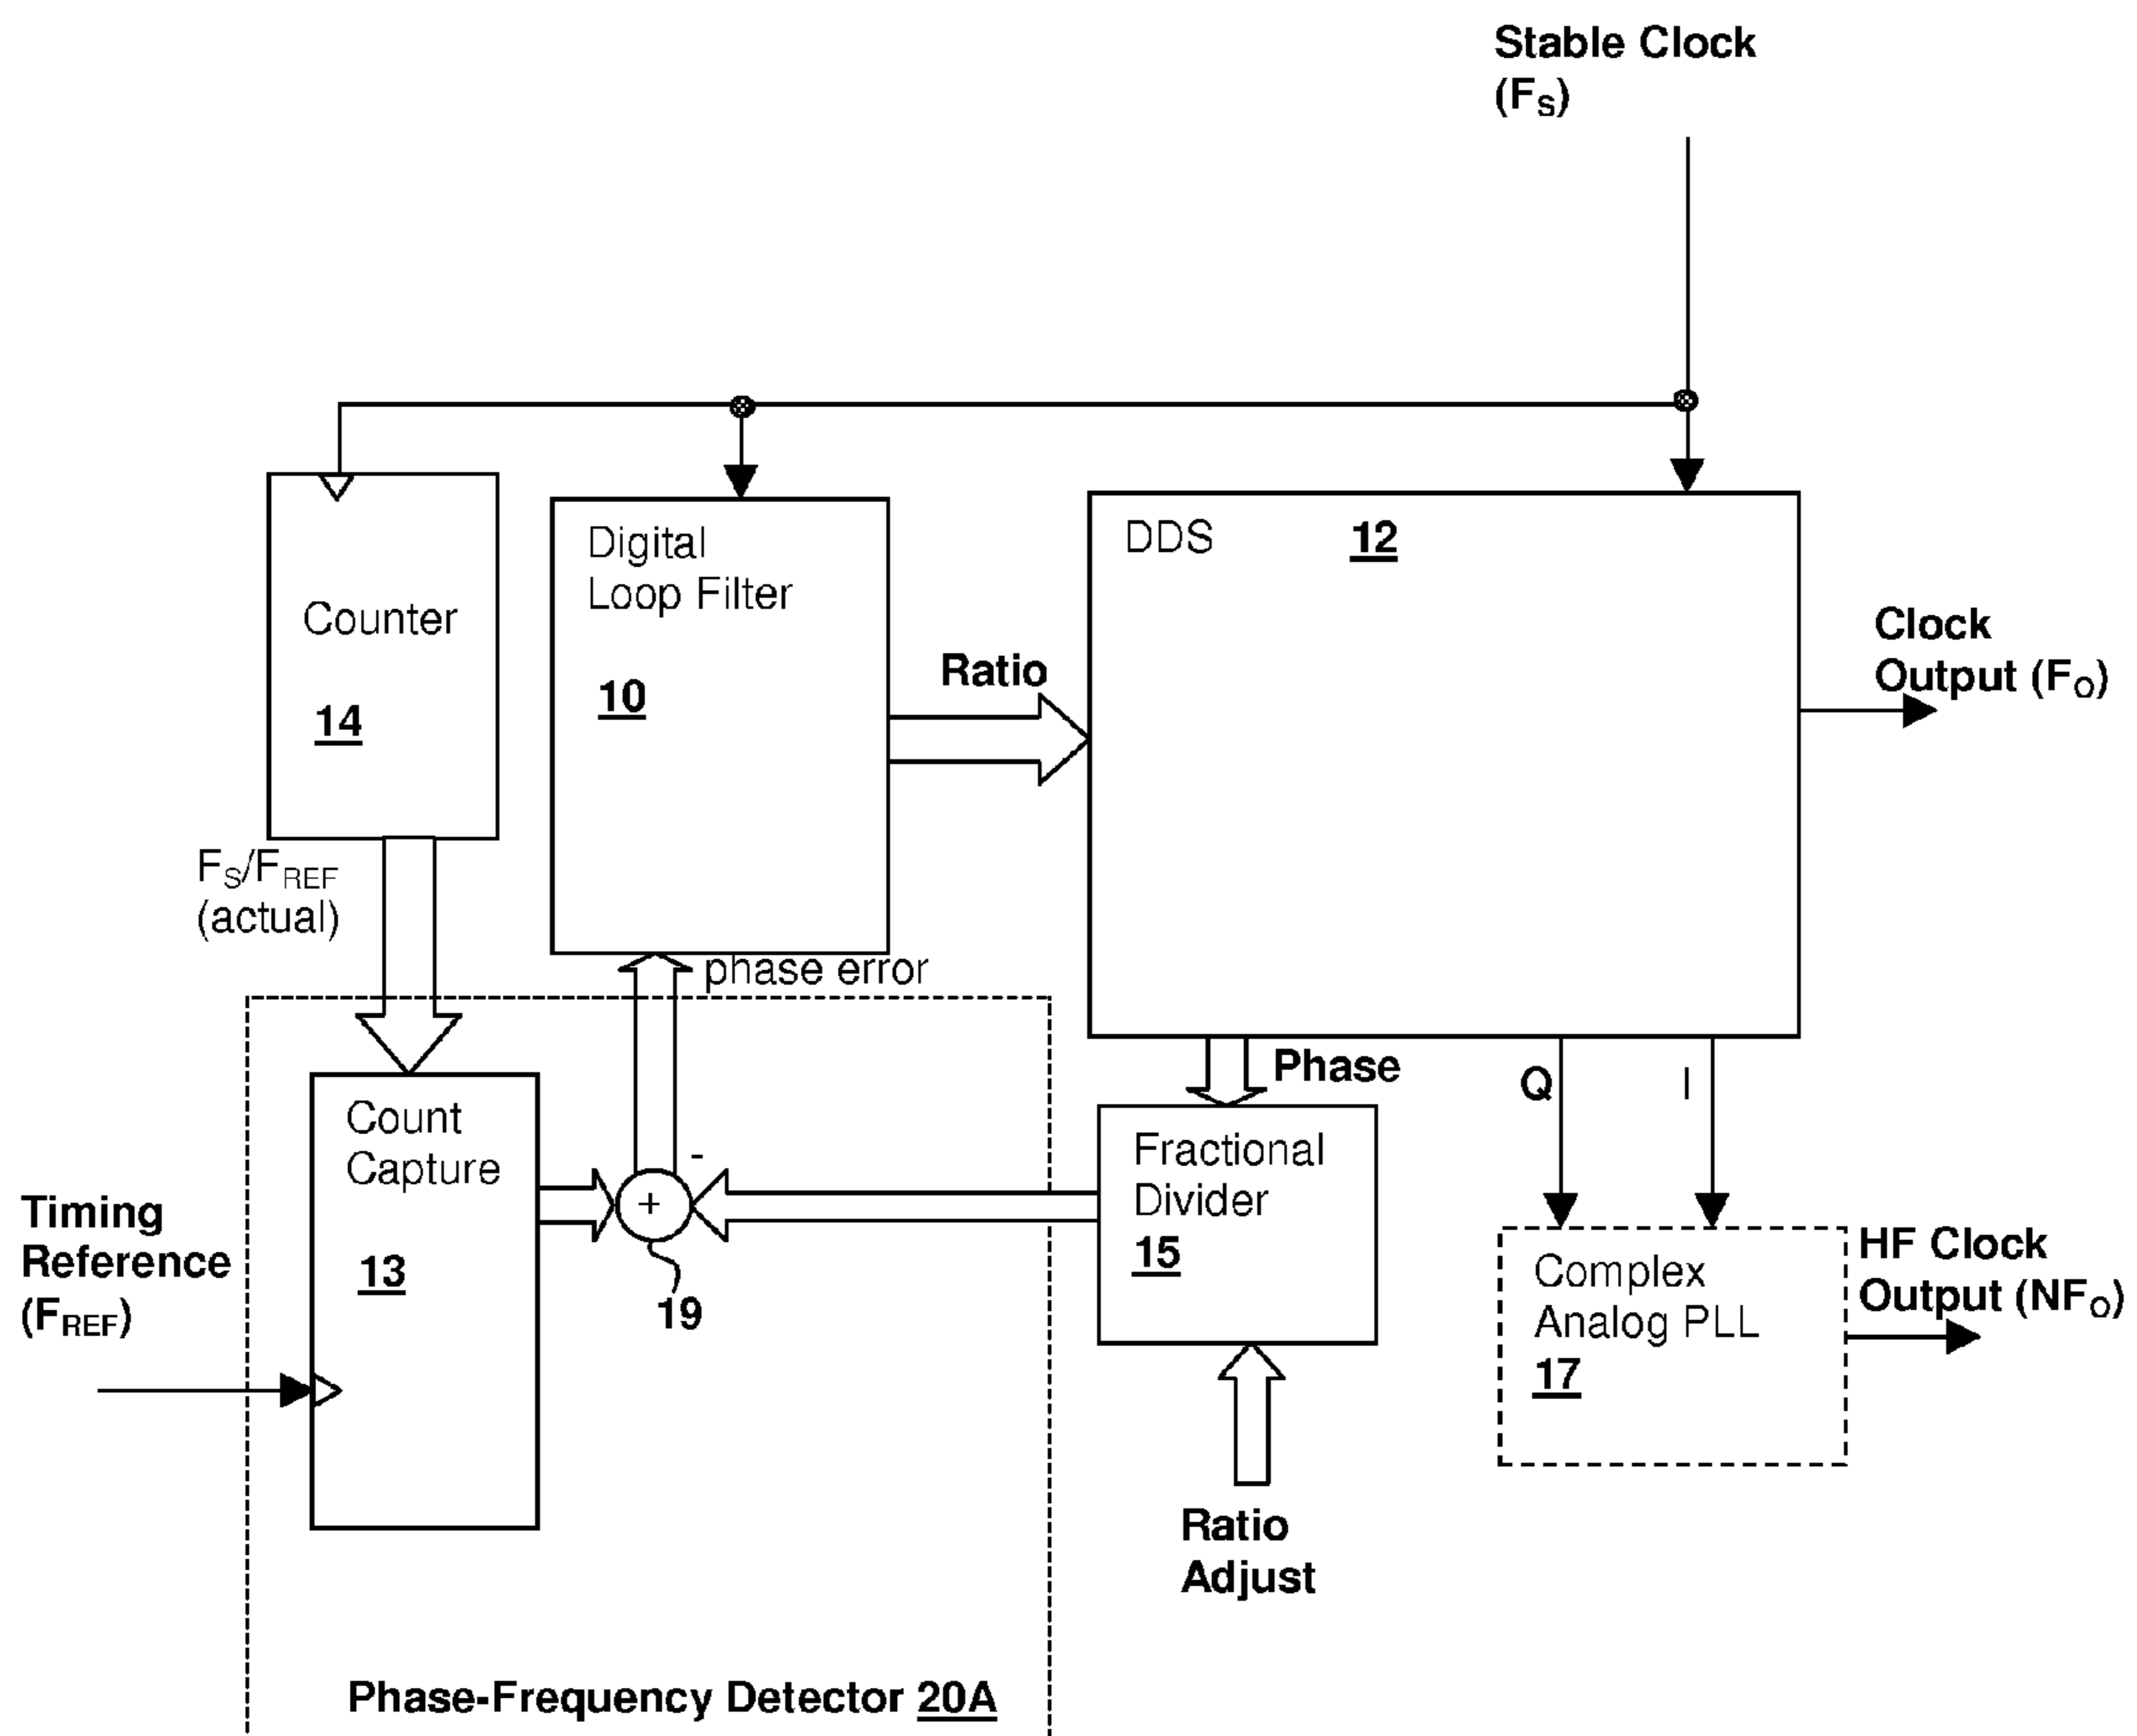 Stable Clock
(FS)
DDS 12
Digital
Loop Filter
10
Counter
14
Ratio
Clock
Output (FO)
FS/FREF
(actual)
phase error
Phase
Q
I
Count
Capture
13
-
+
19
Fractional
Divider
15
Timing
Reference
(FREF)
Complex
Analog PLL
17
HF Clock
Output (NFO)
Ratio
Adjust
Phase-Frequency Detector 20A